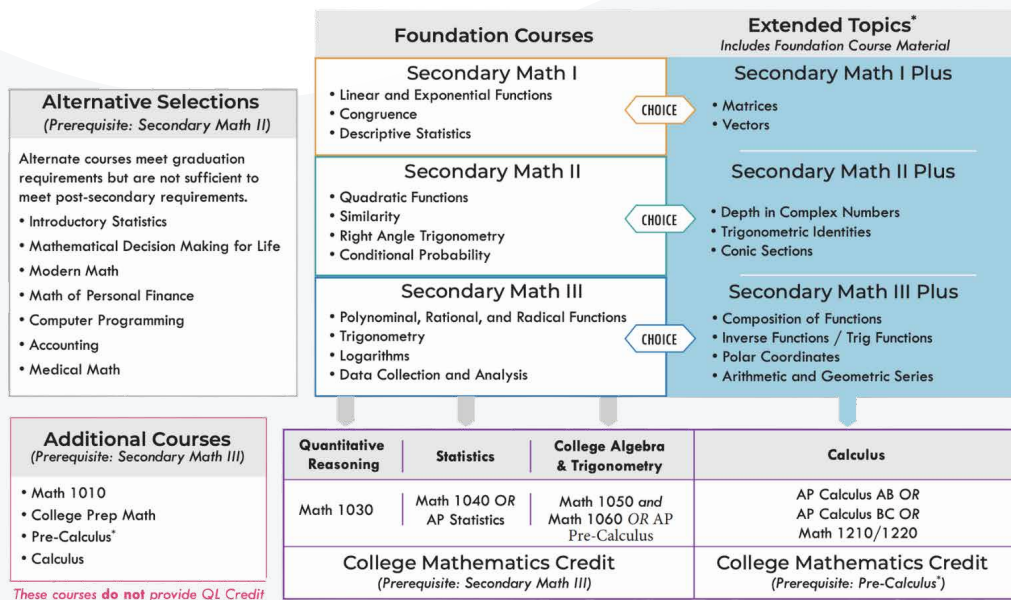 Foundation Courses
Extended Topics*
Includes Foundation Course Material
Secondary Math I
• Linear and Exponential Functions
• Congruence
• Descriptive Statistics
CHOICE
Secondary Math I Plus
• Matrices
• Vectors
Secondary Math II
• Quadratic Functions
• Similarity
• Right Angle Trigonometry
• Conditional Probability
CHOICE
Secondary Math II Plus
• Depth in Complex Numbers
• Trigonometric Identities
• Conic Sections
Secondary Math III
• Polynominal, Rational, and Radical Functions
• Trigonometry
• Logarithms
• Data Collection and Analysis
CHOICE
Secondary Math III Plus
• Composition of Functions
• Inverse Functions / Trig Functions
• Polar Coordinates
• Arithmetic and Geometric Series
Alternative Selections
(Prerequisite: Secondary Math II)
Alternate courses meet graduation
requirements but are not sufficient to
meet post-secondary requirements.
• Introductory Statistics
• Mathematical Decision Making for Life
• Modern Math
• Math of Personal Finance
• Computer Programming
• Accounting
• Medical Math
Additional Courses
(Prerequisite: Secondary Math III)
• Math 1010
• College Prep Math
• Pre-Calculus*
• Calculus
These courses do not provide QL Credit
Quantitative
Reasoning
Statistics
College Algebra
& Trigonometry
Calculus
Math 1030
Math 1040 OR
AP Statistics
Math 1050 and
Math 1060 OR AP
Pre-Calculus
AP Calculus AB OR
AP Calculus BC OR
Math 1210/1220
College Mathematics Credit
(Prerequisite: Secondary Math III)
College Mathematics Credit
(Prerequisite: Pre-Calculus*)